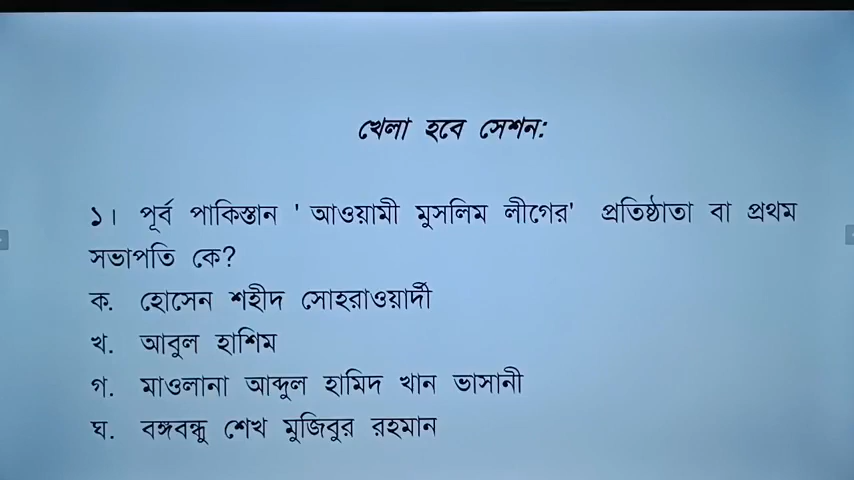 খেলা হবে সেশন:
১। পূর্ব পাকিস্তান ' আওয়ামী মুসলিম লীগের' প্রতিষ্ঠাতা বা প্রথম
সভাপতি কে?
ক. হোসেন শহীদ সোহরাওয়ার্দী
খ. আবুল হাশিম
গ. মাওলানা আব্দুল হামিদ খান ভাসানী
ঘ. বঙ্গবন্ধু শেখ মুজিবুর রহমান